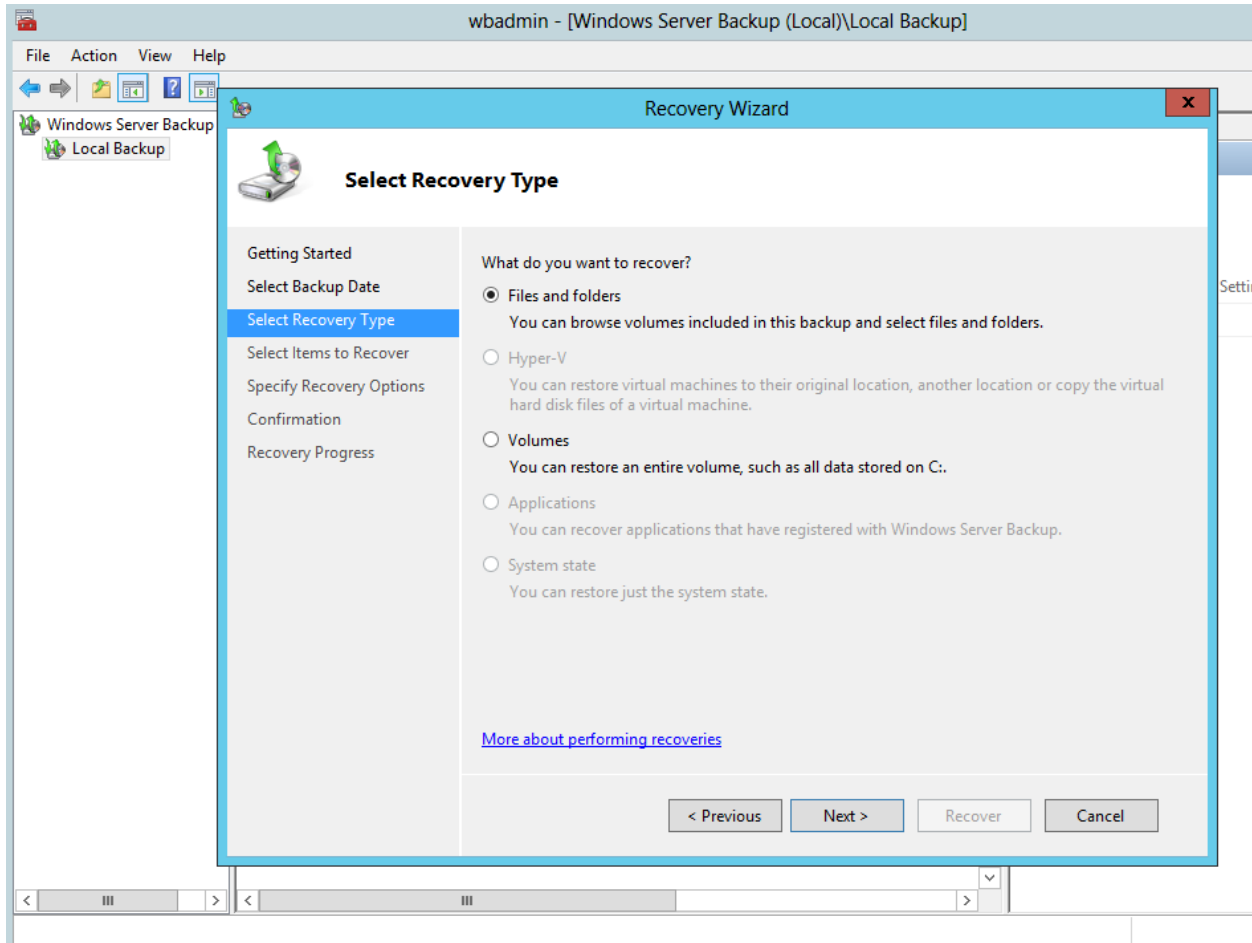 wbadmin - [Windows Server Backup (Local)\Local Backup]
File Action View Help
Windows Server Backup
Local Backup
Recovery Wizard
x
Select Recovery Type
Getting Started
Select Backup Date
Select Recovery Type
Select Items to Recover
Specify Recovery Options
Confirmation
Recovery Progress
What do you want to recover?
Files and folders
You can browse volumes included in this backup and select files and folders.
Hyper-V
You can restore virtual machines to their original location, another location or copy the virtual
hard disk files of a virtual machine.
Volumes
You can restore an entire volume, such as all data stored on C:.
Applications
You can recover applications that have registered with Windows Server Backup.
System state
You can restore just the system state.
More about performing recoveries
< Previous
Next >
Recover
Cancel